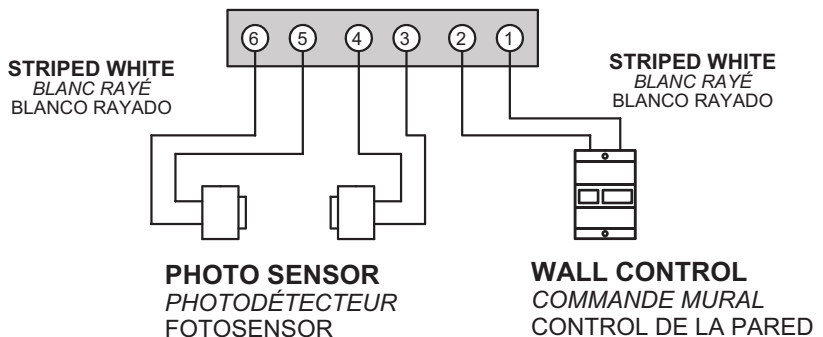 6 5 4 3 2 1
STRIPED WHITE
BLANC RAYÉ
BLANCO RAYADO
STRIPED WHITE
BLANC RAYÉ
BLANCO RAYADO
PHOTO SENSOR
PHOTODÉTECTEUR
FOTOSENSOR
WALL CONTROL
COMMANDE MURAL
CONTROL DE LA PARED